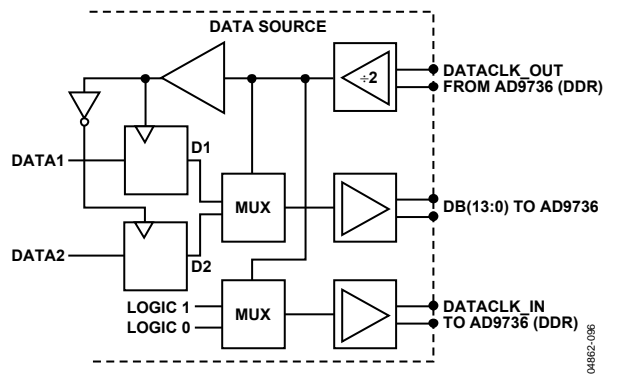 DATA SOURCE
÷2
DATACLK_OUT
FROM AD9736 (DDR)
DATA1
D1
MUX
DB(13:0) TO AD9736
DATA2
D2
LOGIC 1
LOGIC 0
MUX
DATACLK_IN
TO AD9736 (DDR)
04862-096